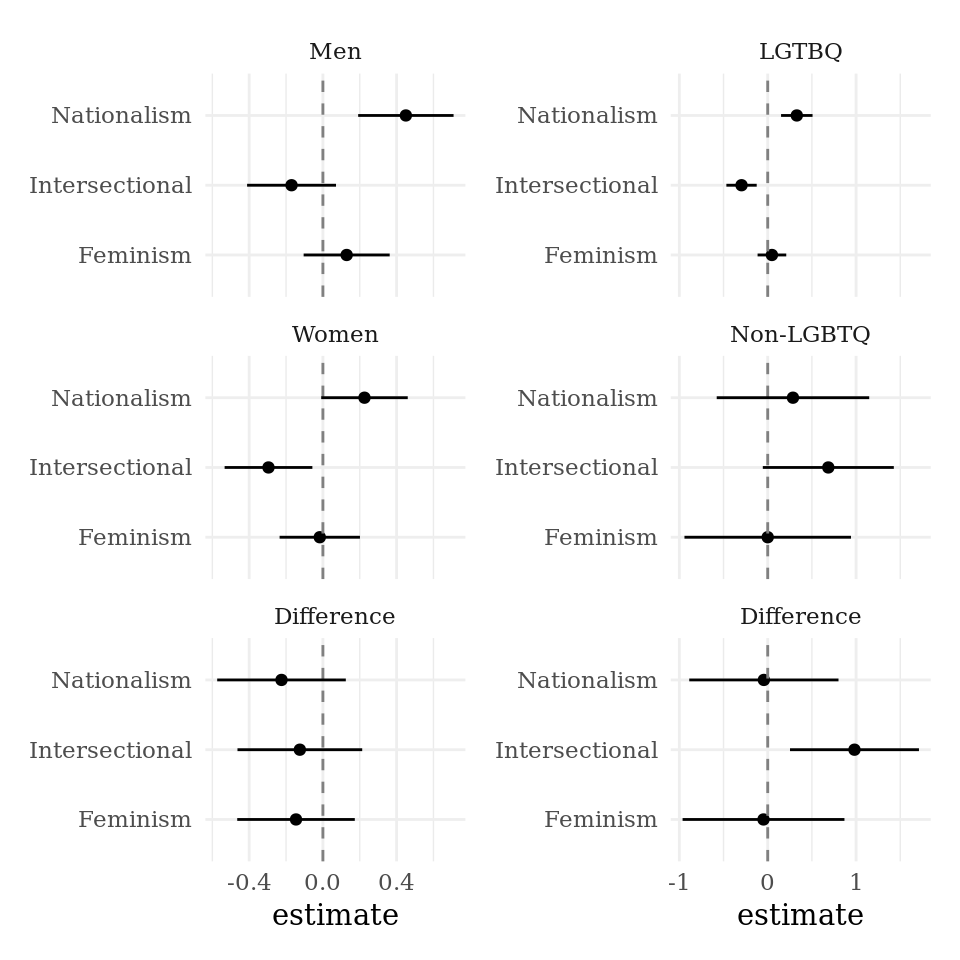 Men
Nationalism
Intersectional
Feminism
Women
Nationalism
Intersectional
Feminism
Difference
Nationalism
Intersectional
Feminism
-0.4 0.0 0.4
estimate
LGTBQ
Nationalism
Intersectional
Feminism
Non-LGBTQ
Nationalism
Intersectional
Feminism
Difference
Nationalism
Intersectional
Feminism
-1 0 1
estimate